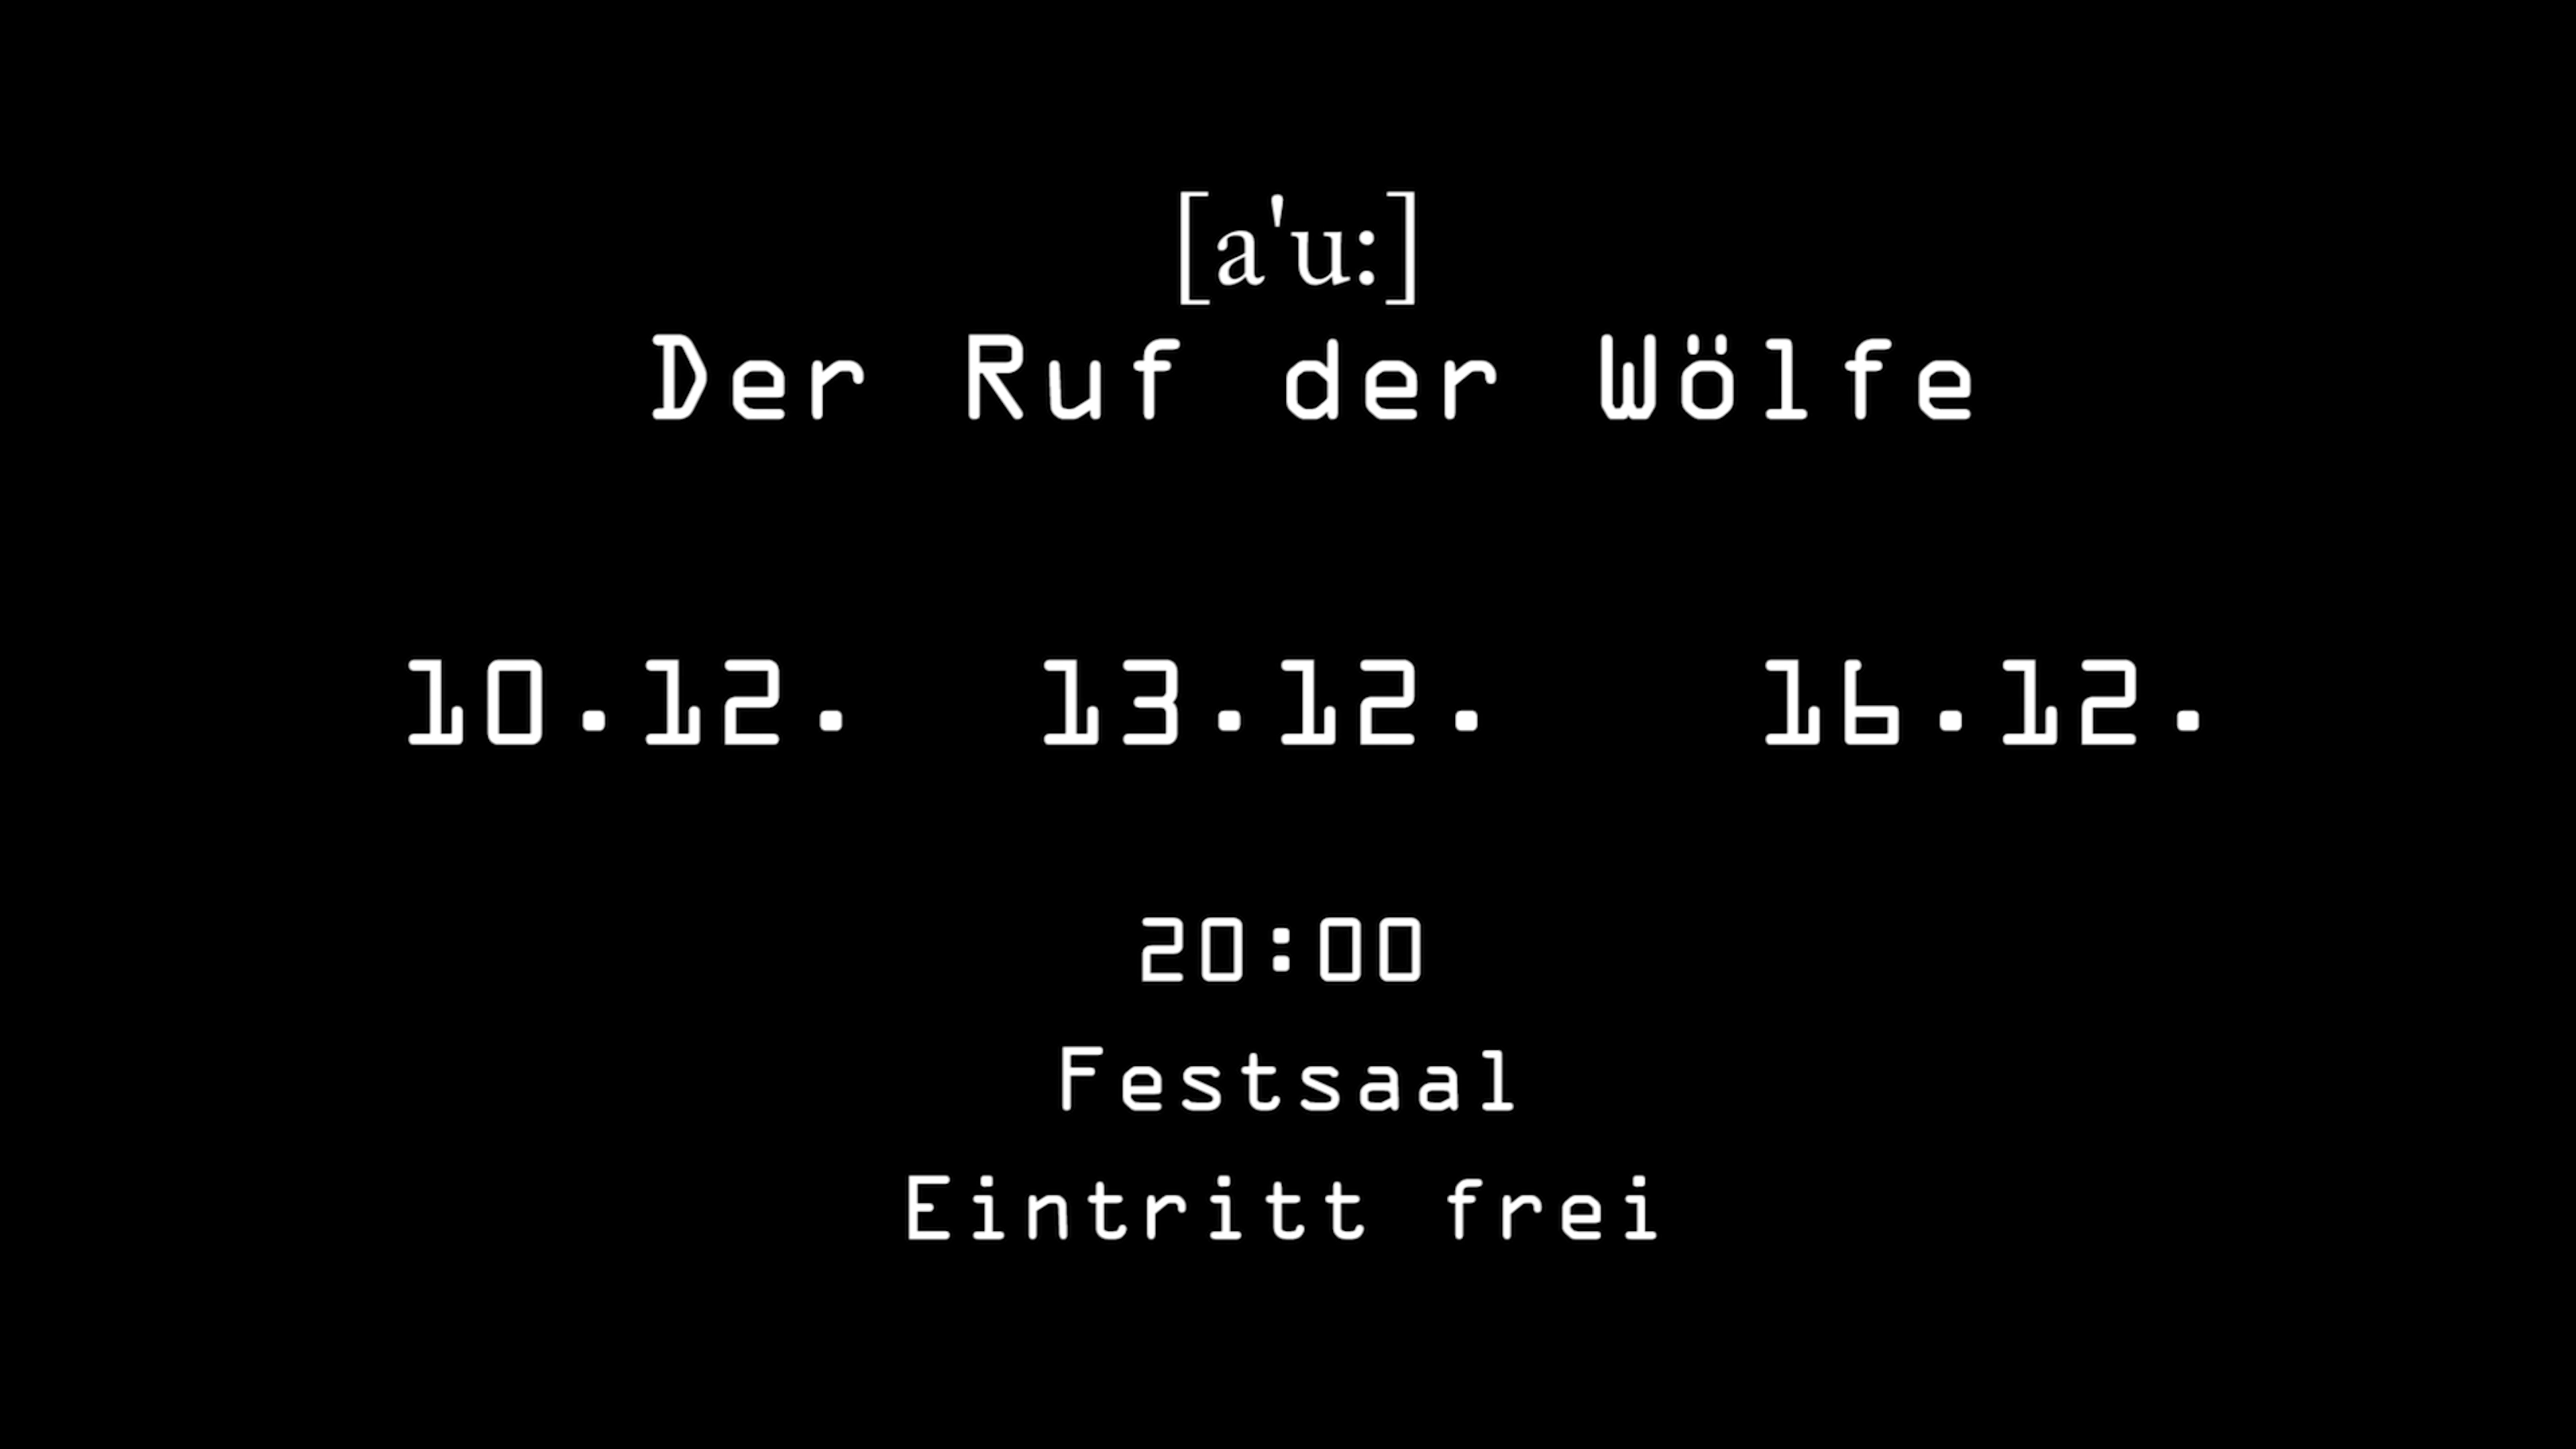 [a'u:]
Der Ruf der Wölfe
10.12. 13.12. 16.12.
20:00
Festsaal
Eintritt frei